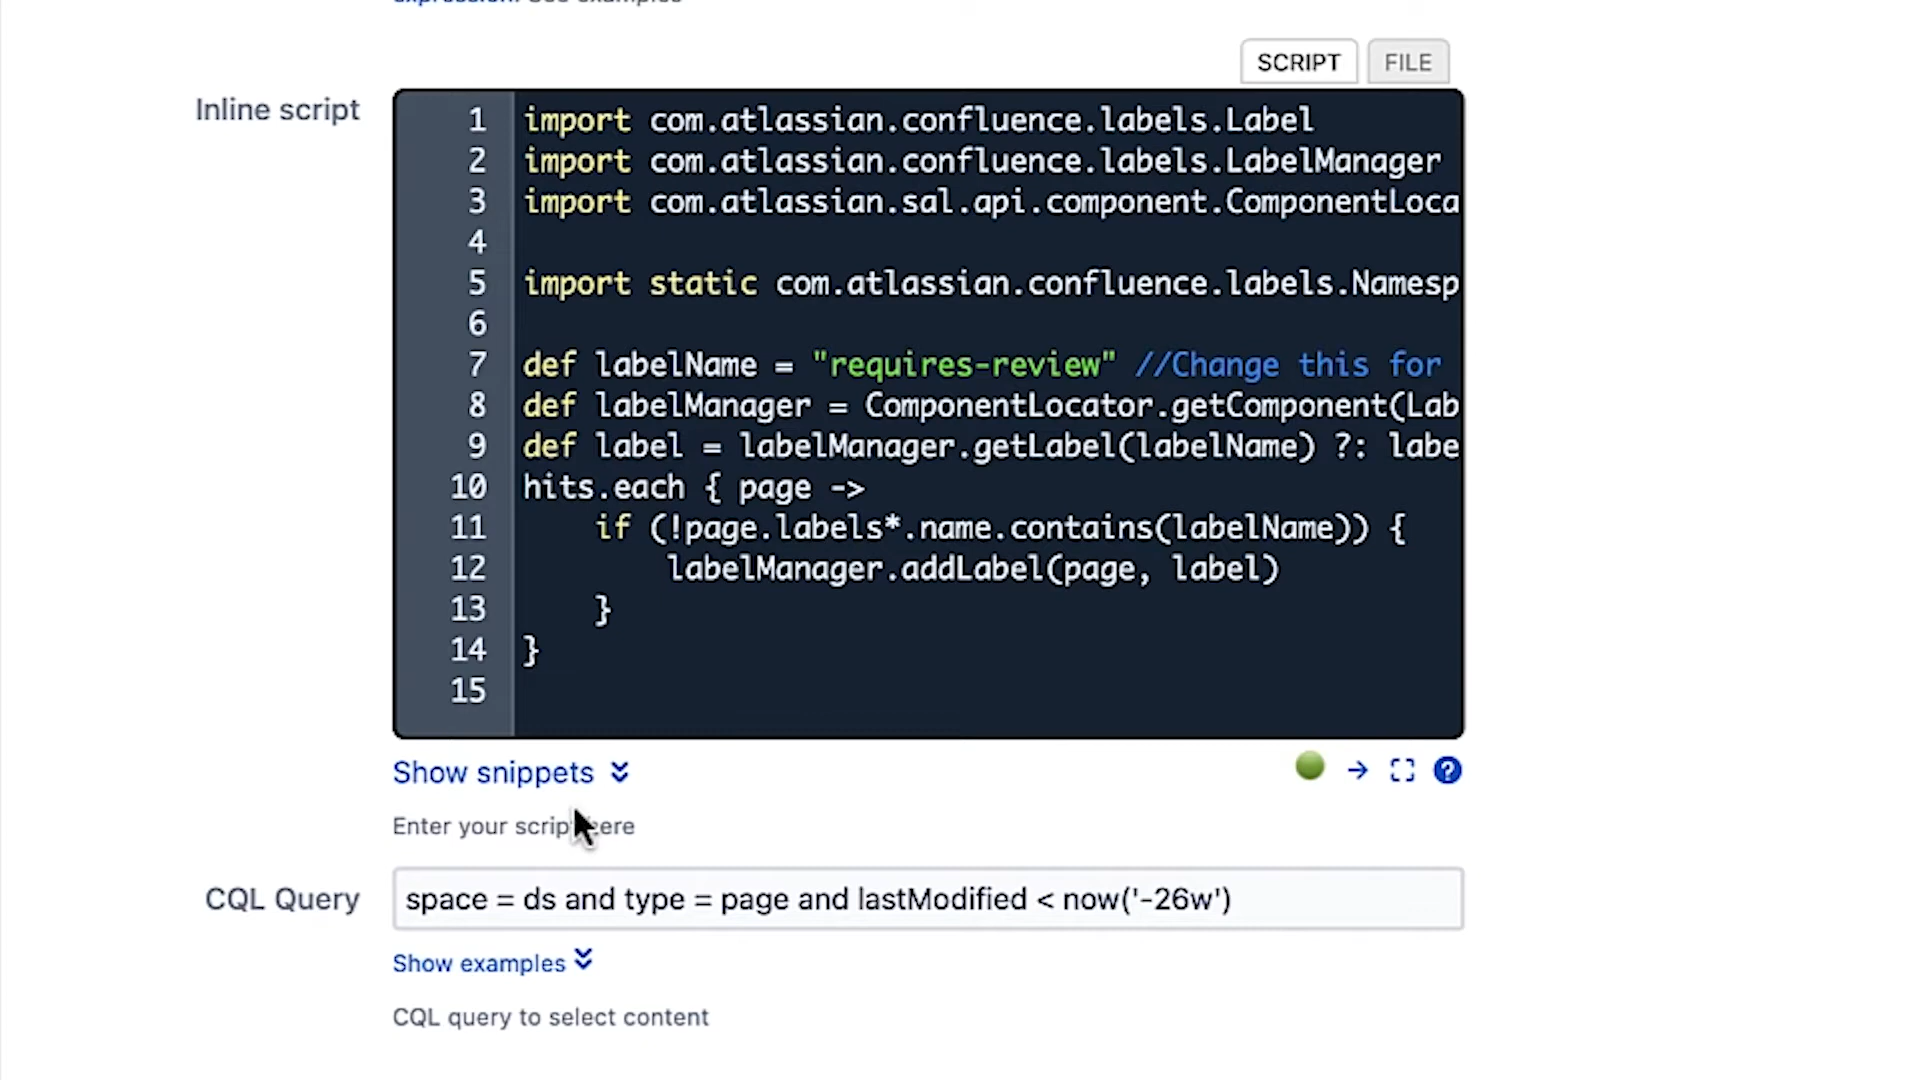 expression. See examples
SCRIPT FILE
Inline script
1 import com.atlassian.confluence.labels.Label
2 import com.atlassian.confluence.labels.LabelManager
3 import com.atlassian.sal.api.component.ComponentLoca
4
5 import static com.atlassian.confluence.labels.Namesp
6
7 def labelName = "requires-review" //Change this for
8 def labelManager = ComponentLocator.getComponent(Lab
9 def label = labelManager.getLabel(labelName) ?: labe
10 hits.each { page ->
11     if (!page.labels*.name.contains(labelName)) {
12         labelManager.addLabel(page, label)
13     }
14 }
15
Show snippets
Enter your script here
CQL Query
space = ds and type = page and lastModified < now('-26w')
Show examples
CQL query to select content